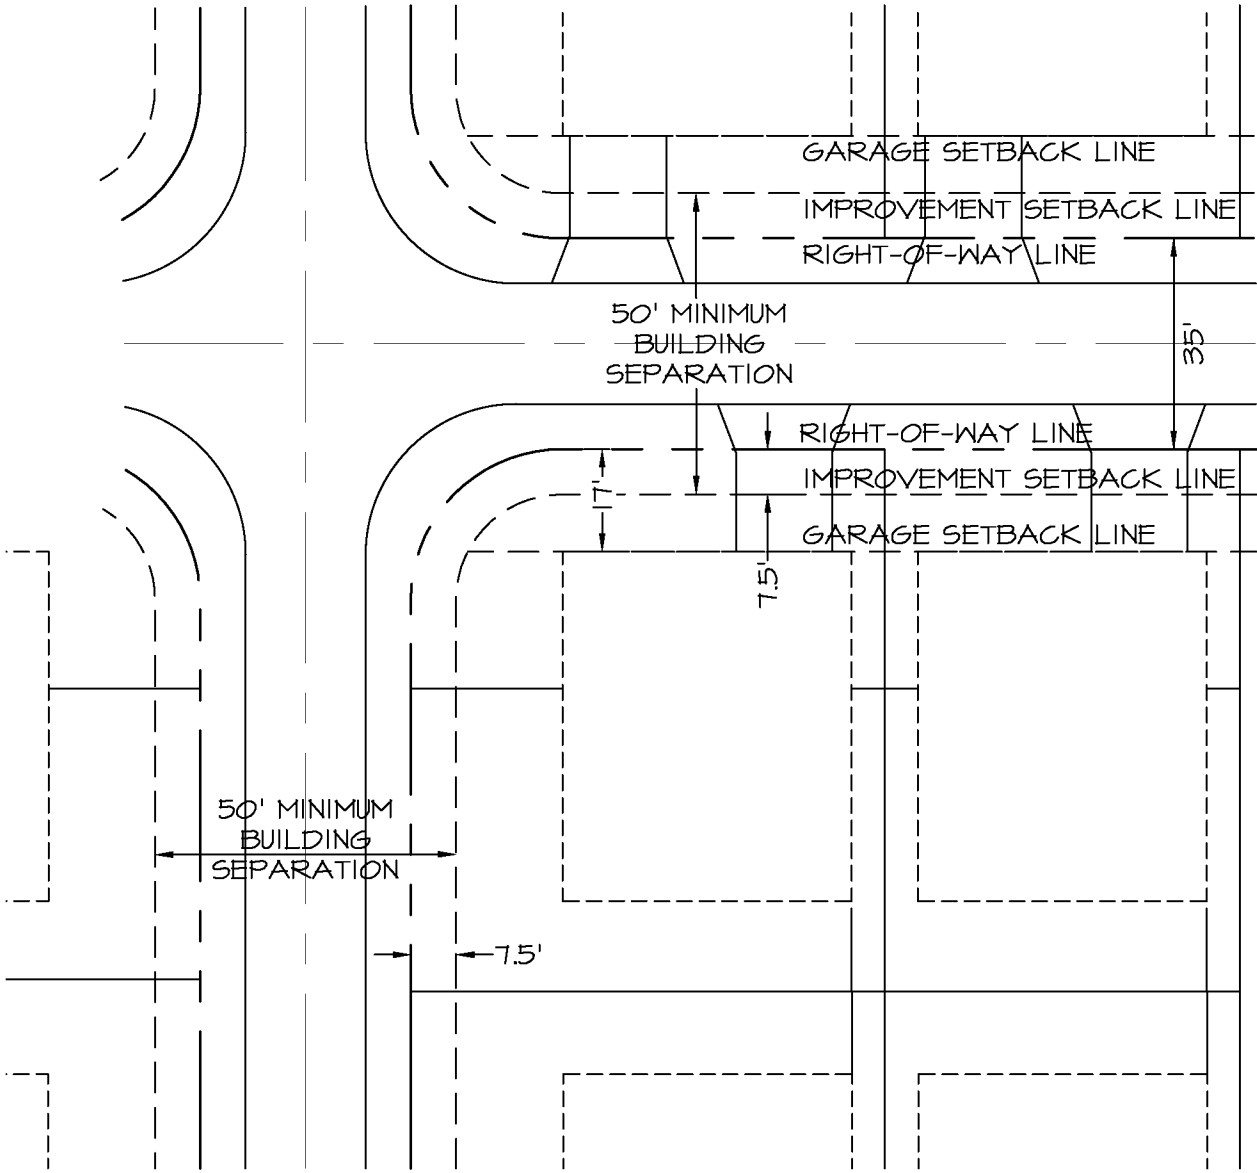 GARAGE SETBACK LINE
IMPROVEMENT SETBACK LINE
RIGHT-OF-WAY LINE
50' MINIMUM
BUILDING
SEPARATION
35'
RIGHT-OF-WAY LINE
IMPROVEMENT SETBACK LINE
17'
GARAGE SETBACK LINE
7.5'
50' MINIMUM
BUILDING
SEPARATION
7.5'